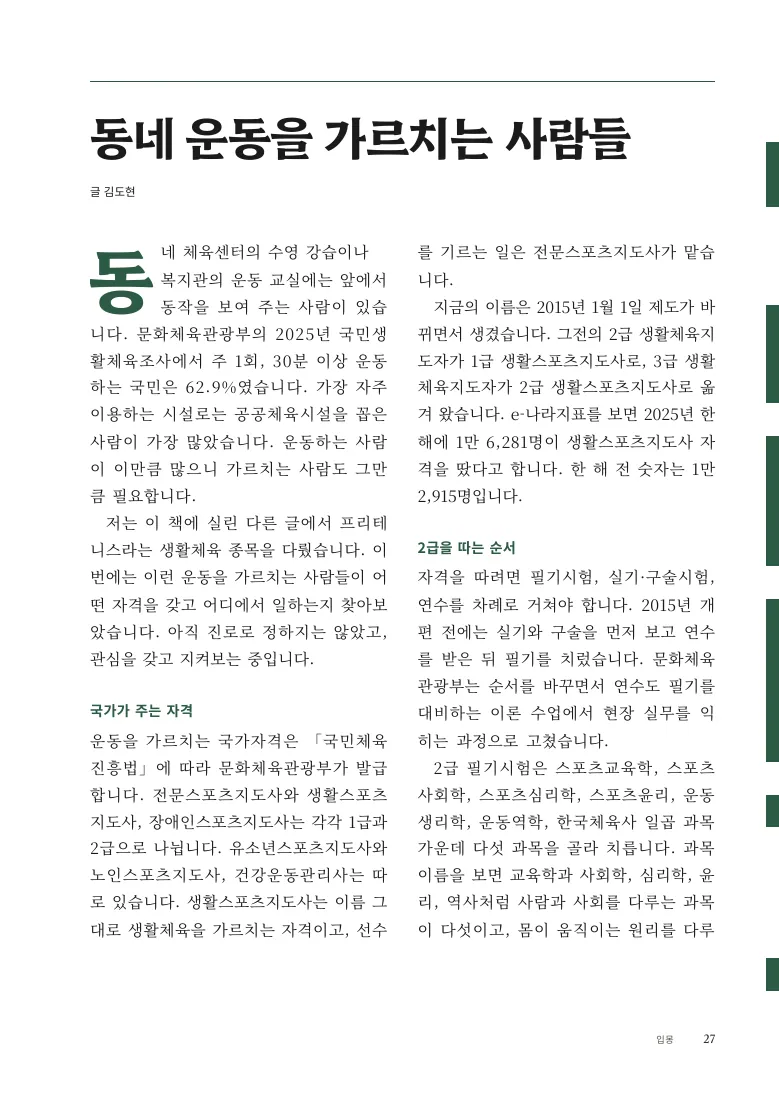 동네 운동을 가르치는 사람들
글 김도현
동네 체육센터의 수영 강습이나
복지관의 운동 교실에는 앞에서
동작을 보여 주는 사람이 있습
니다. 문화체육관광부의 2025년 국민생
활체육조사에서 주 1회, 30분 이상 운동
하는 국민은 62.9%였습니다. 가장 자주
이용하는 시설로는 공공체육시설을 꼽은
사람이 가장 많았습니다. 운동하는 사람
이 이만큼 많으니 가르치는 사람도 그만
큼 필요합니다.
저는 이 책에 실린 다른 글에서 프리테
니스라는 생활체육 종목을 다뤘습니다. 이
번에는 이런 운동을 가르치는 사람들이 어
떤 자격을 갖고 어디에서 일하는지 찾아보
았습니다. 아직 진로로 정하지는 않았고,
관심을 갖고 지켜보는 중입니다.
국가가 주는 자격
운동을 가르치는 국가자격은 「국민체육
진흥법」에 따라 문화체육관광부가 발급
합니다. 전문스포츠지도사와 생활스포츠
지도사, 장애인스포츠지도사는 각각 1급과
2급으로 나뉩니다. 유소년스포츠지도사와
노인스포츠지도사, 건강운동관리사는 따
로 있습니다. 생활스포츠지도사는 이름 그
대로 생활체육을 가르치는 자격이고, 선수
를 기르는 일은 전문스포츠지도사가 맡습
니다.
지금의 이름은 2015년 1월 1일 제도가 바
뀌면서 생겼습니다. 그전의 2급 생활체육지
도자가 1급 생활스포츠지도사로, 3급 생활
체육지도자가 2급 생활스포츠지도사로 옮
겨 왔습니다. e-나라지표를 보면 2025년 한
해에 1만 6,281명이 생활스포츠지도사 자
격을 땄다고 합니다. 한 해 전 숫자는 1만
2,915명입니다.
2급을 따는 순서
자격을 따려면 필기시험, 실기·구술시험,
연수를 차례로 거쳐야 합니다. 2015년 개
편 전에는 실기와 구술을 먼저 보고 연수
를 받은 뒤 필기를 치렀습니다. 문화체육
관광부는 순서를 바꾸면서 연수도 필기를
대비하는 이론 수업에서 현장 실무를 익
히는 과정으로 고쳤습니다.
2급 필기시험은 스포츠교육학, 스포츠
사회학, 스포츠심리학, 스포츠윤리, 운동
생리학, 운동역학, 한국체육사 일곱 과목
가운데 다섯 과목을 골라 치릅니다. 과목
이름을 보면 교육학과 사회학, 심리학, 윤
리, 역사처럼 사람과 사회를 다루는 과목
이 다섯이고, 몸이 움직이는 원리를 다루
입몽 27